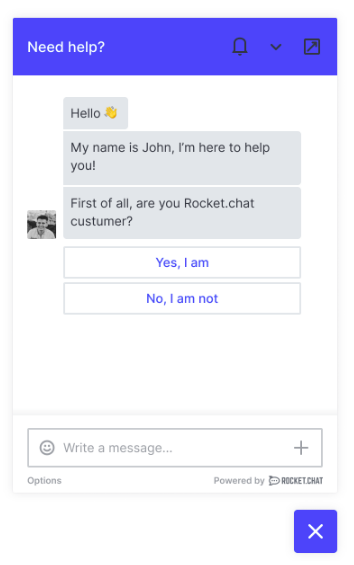 Need help?
Hello 👋
My name is John, I'm here to help
you!
First of all, are you Rocket.chat
custumer?
Yes, I am
No, I am not
Write a message...
Options
Powered by ROCKET.CHAT